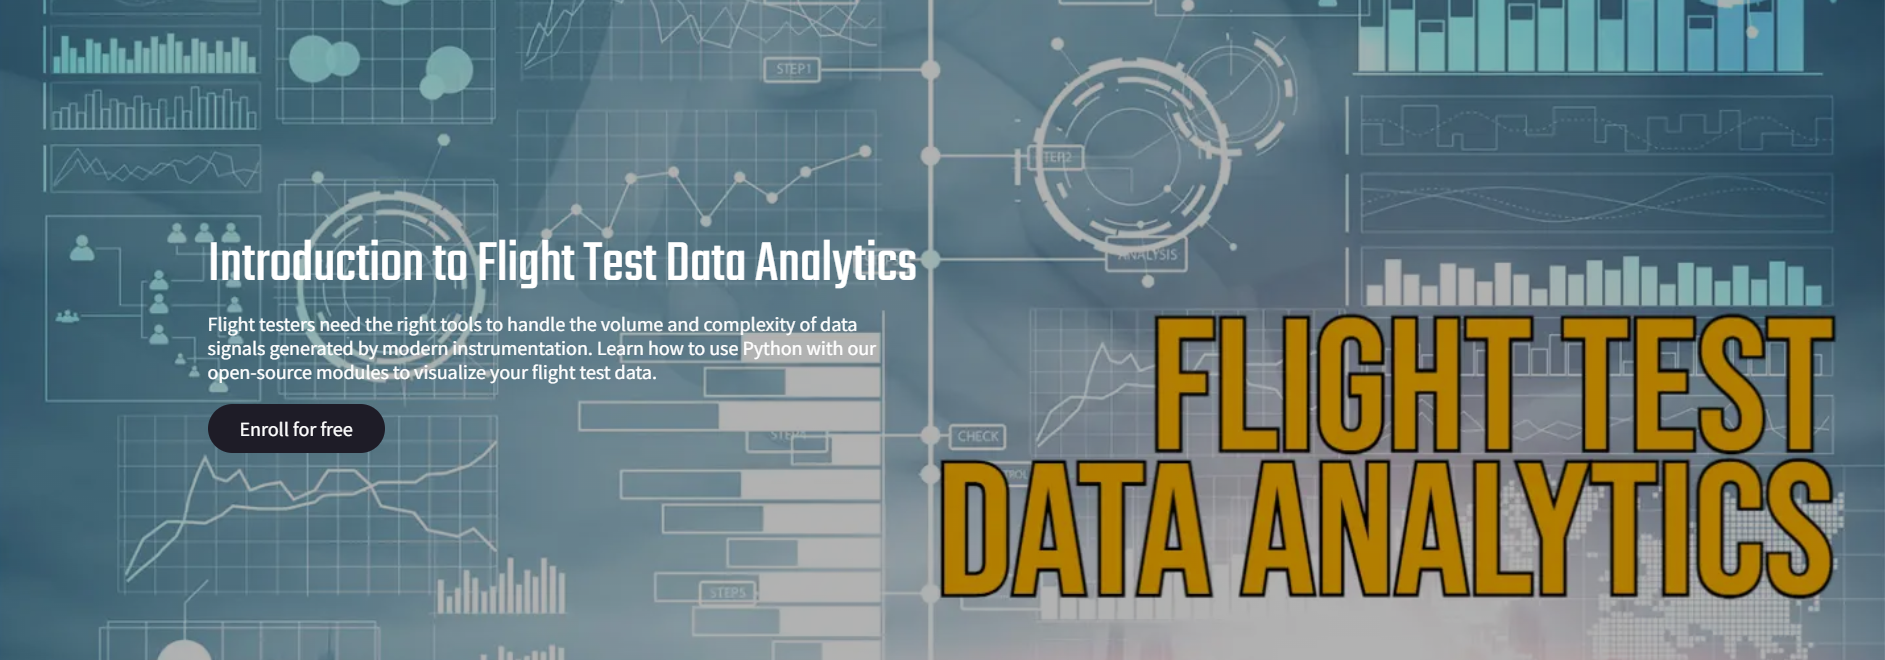 STEP1
STEP2
ANALYSIS
Introduction to Flight Test Data Analytics
Flight testers need the right tools to handle the volume and complexity of data
signals generated by modern instrumentation. Learn how to use Python with our
open-source modules to visualize your flight test data.
Enroll for free
FLIGHT TEST
DATA ANALYTICS
CHECK
STEP5